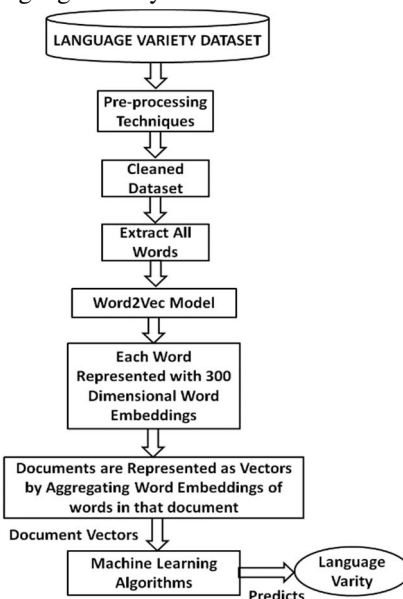 LANGUAGE VARIETY DATASET
Pre-processing
Techniques
Cleaned
Dataset
Extract All
Words
Word2Vec Model
Each Word
Represented with 300
Dimensional Word
Embeddings
Documents are Represented as Vectors
by Aggregating Word Embeddings of
words in that document
Document Vectors
Machine Learning
Algorithms
Predicts
Language
Varity